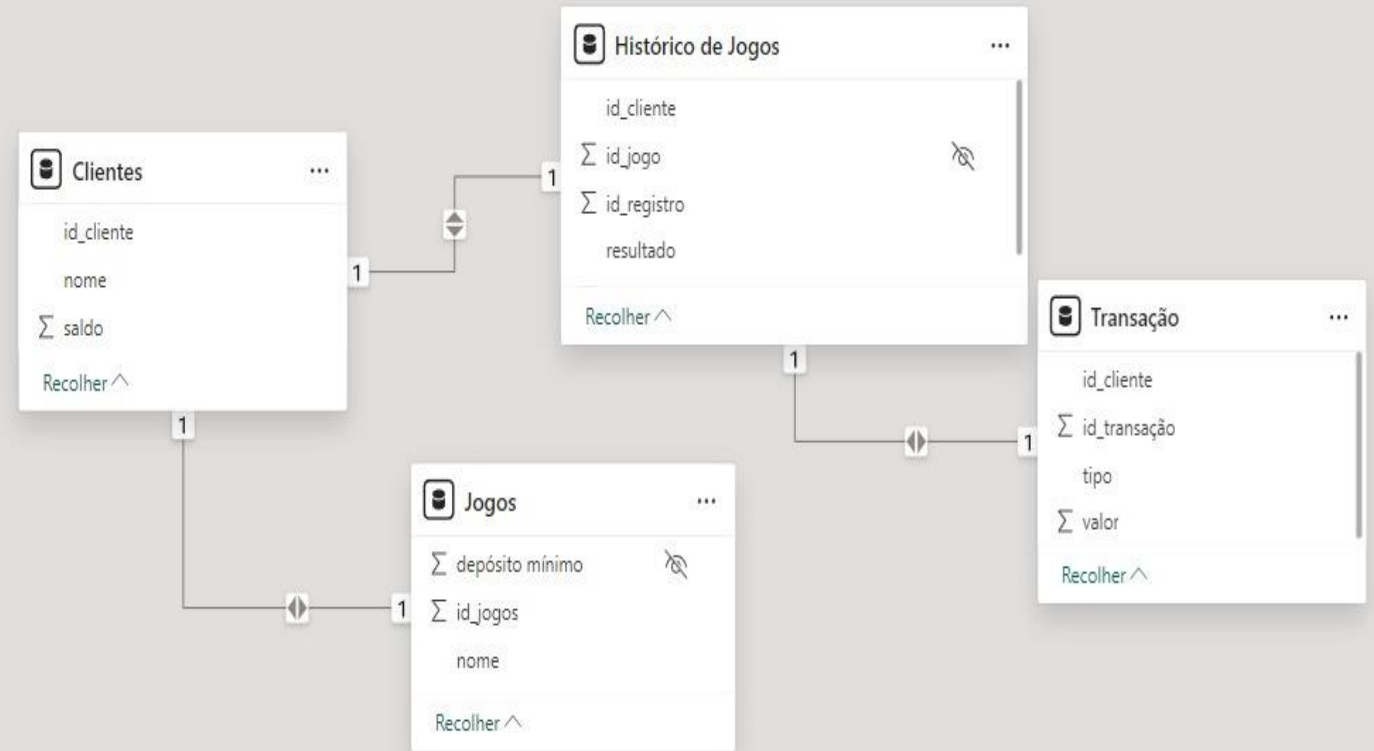 Clientes
id_cliente
nome
Σ saldo
Recolher
1
1
Histórico de Jogos
id_cliente
Σ id_jogo
Σ id_registro
resultado
Recolher
1
1
Jogos
Σ depósito mínimo
Σ id_jogos
nome
Recolher
1
Transação
id_cliente
Σ id_transação
tipo
Σ valor
Recolher
1